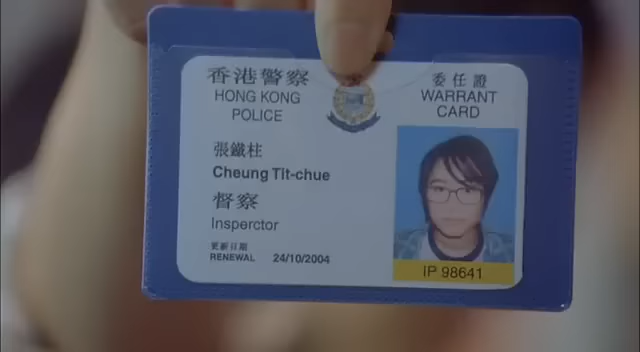 香港警察
HONG KONG
POLICE
委任證
WARRANT
CARD
張鐵柱
Cheung Tit-chue
督察
Insperctor
更新日期
RENEWAL 24/10/2004
IP 98641